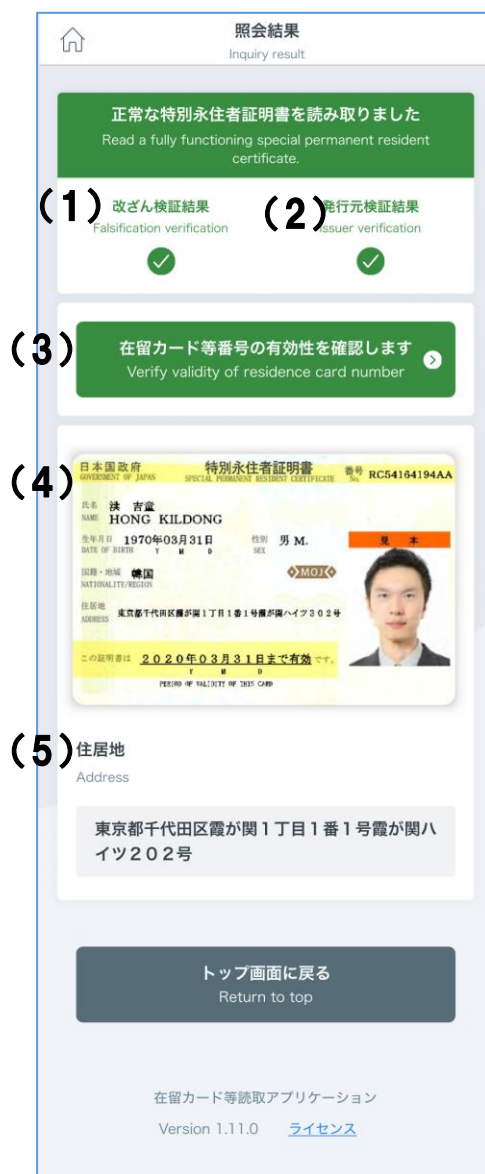 照会結果
Inquiry result
正常な特別永住者証明書を読み取りました
Read a fully functioning special permanent resident
certificate.
(1) 改ざん検証結果
Falsification verification
(2) 発行元検証結果
Issuer verification
(3) 在留カード等番号の有効性を確認します
Verify validity of residence card number
(4)
日本国政府 特別永住者証明書 番号 RC54164194AA
GOVERNMENT OF JAPAN SPECIAL PERMANENT RESIDENT CERTIFICATE No.
氏名 洪 吉童
NAME HONG KILDONG
生年月日 1970年03月31日 性別 男 M.
DATE OF BIRTH Y M D SEX
見 本
国籍・地域 韓国
NATIONALITY/REGION
MOJ
住居地
ADDRESS 東京都千代田区霞が関1丁目1番1号霞が関ハイツ302号
この証明書は 2020年03月31日まで有効 です。
Y M D
PERIOD OF VALIDITY OF THIS CARD
(5) 住居地
Address
東京都千代田区霞が関1丁目1番1号霞が関ハ
イツ202号
トップ画面に戻る
Return to top
在留カード等読取アプリケーション
Version 1.11.0 ライセンス